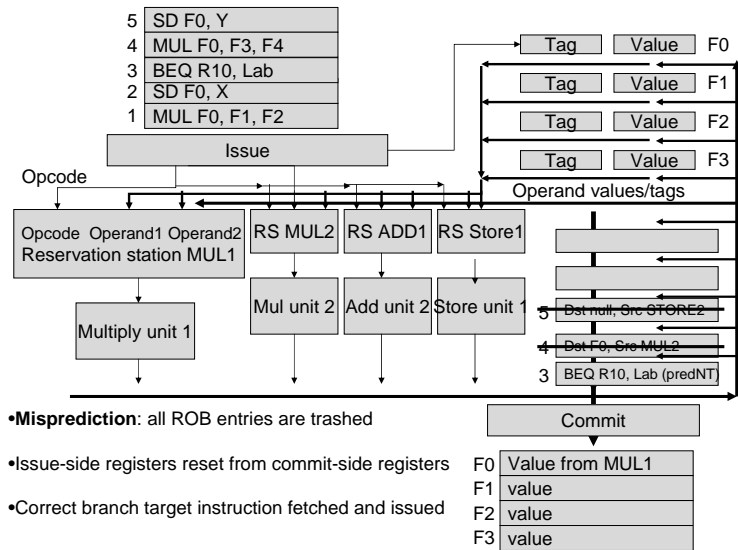 5 SD F0, Y
4 MUL F0, F3, F4
3 BEQ R10, Lab
2 SD F0, X
1 MUL F0, F1, F2
Issue
Tag Value F0
Tag Value F1
Tag Value F2
Tag Value F3
Opcode
Operand values/tags
Opcode Operand1 Operand2
Reservation station MUL1
RS MUL2
RS ADD1
RS Store1
Multiply unit 1
Mul unit 2
Add unit 2
Store unit 1
5 Dst null, Src STORE2
4 Dst F0, Src MUL2
3 BEQ R10, Lab (predNT)
Commit
F0 Value from MUL1
F1 value
F2 value
F3 value
•Misprediction: all ROB entries are trashed
•Issue-side registers reset from commit-side registers
•Correct branch target instruction fetched and issued